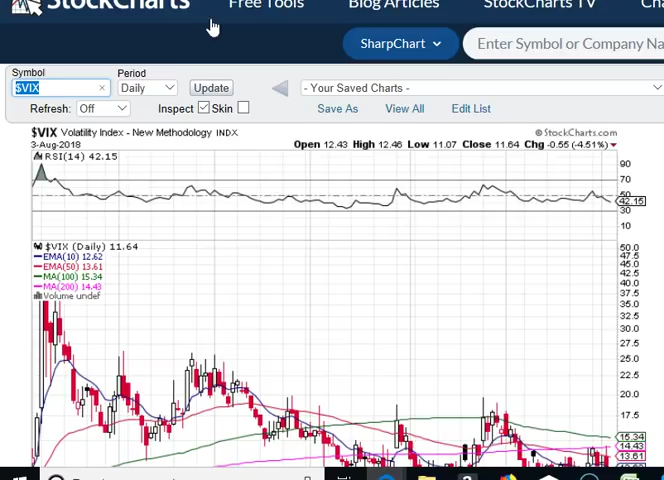 StockCharts
Free Tools
Blog Articles
StockCharts TV
SharpChart
Enter Symbol or Company Na
Symbol
Period
$VIX
×
Daily
Update
- Your Saved Charts -
Refresh:
Off
Inspect
Skin
Save As
View All
Edit List
$VIX Volatility Index - New Methodology INDX
© StockCharts.com
3-Aug-2018
Open 12.43 High 12.46 Low 11.07 Close 11.64 Chg -0.55 (-4.51%)
RSI(14) 42.15
90
70
50
42.15
30
10
$VIX (Daily) 11.64
EMA(10) 12.62
EMA(50) 13.61
MA(100) 15.34
MA(200) 14.43
Volume undef
50.0
47.5
45.0
42.5
40.0
37.5
35.0
32.5
30.0
27.5
25.0
22.5
20.0
17.5
15.34
14.43
13.61